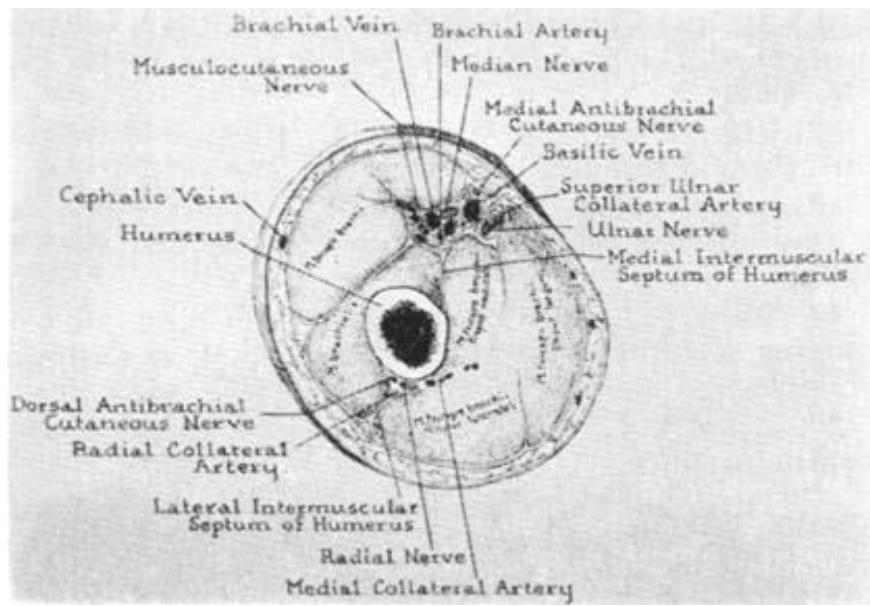 Brachial Vein
Brachial Artery
Musculocutaneous
Nerve
Median Nerve
Medial Antibrachial
Cutaneous Nerve
Basilic Vein
Cephalic Vein
Superior Ulnar
Collateral Artery
Humerus
Ulnar Nerve
Medial Intermuscular
Septum of Humerus
Dorsal Antibrachial
Cutaneous Nerve
Radial Collateral
Artery
Lateral Intermuscular
Septum of Humerus
Radial Nerve
Medial Collateral Artery